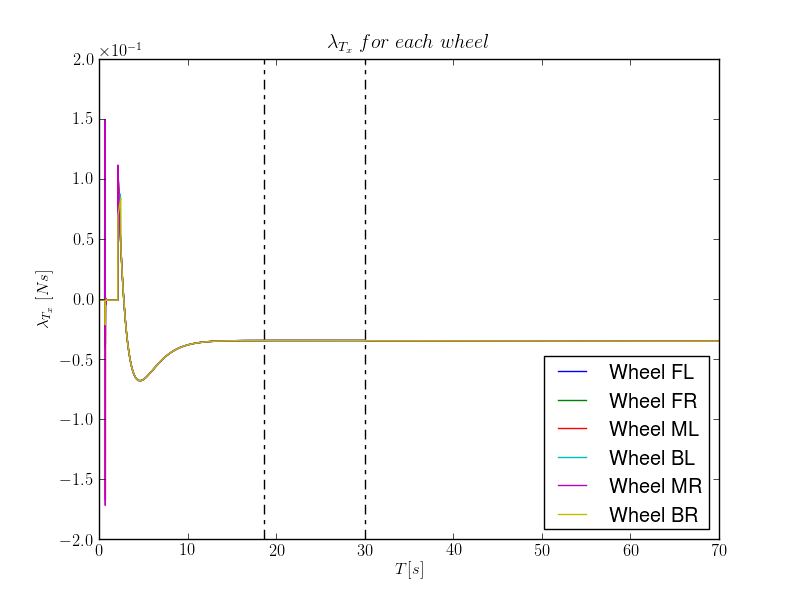 λ_{T_x} for each wheel
×10⁻¹
2.0
1.5
1.0
0.5
0.0
−0.5
−1.0
−1.5
−2.0
λ_{T_x} [Ns]
0 10 20 30 40 50 60 70
T[s]
Wheel FL
Wheel FR
Wheel ML
Wheel BL
Wheel MR
Wheel BR